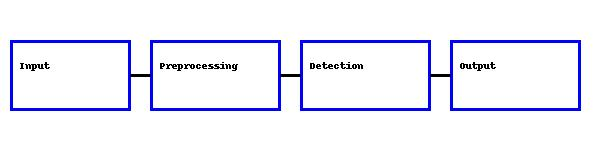 Input
Preprocessing
Detection
Output